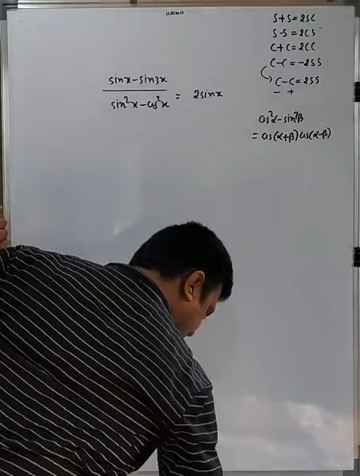 S+S = 2SC
S-S = 2CS
C+C = 2CC
C-C = -2SS
C-C = 2SS
- +
sinx-sin3x / sin²x-cos²x = 2sinx
cos²α-sin²β
= cos(α+β) cos(α-β)